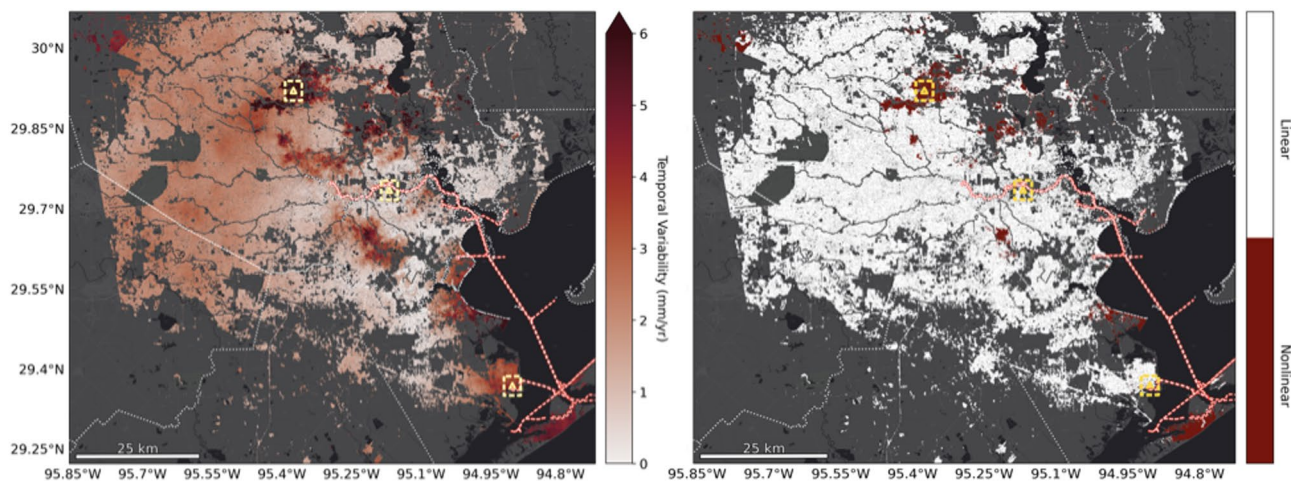 30°N
29.85°N
29.7°N
29.55°N
29.4°N
29.25°N
25 km
95.85°W 95.7°W 95.55°W 95.4°W 95.25°W 95.1°W 94.95°W 94.8°W
6
5
4
3
2
1
0
Temporal Variability (mm/yr)
25 km
95.85°W 95.7°W 95.55°W 95.4°W 95.25°W 95.1°W 94.95°W 94.8°W
Linear
Nonlinear